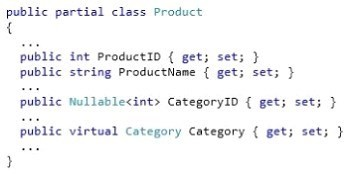 public partial class Product
{
...
public int ProductID { get; set; }
public string ProductName { get; set; }
...
public Nullable<int> CategoryID { get; set; }
...
public virtual Category Category { get; set; }
...
}